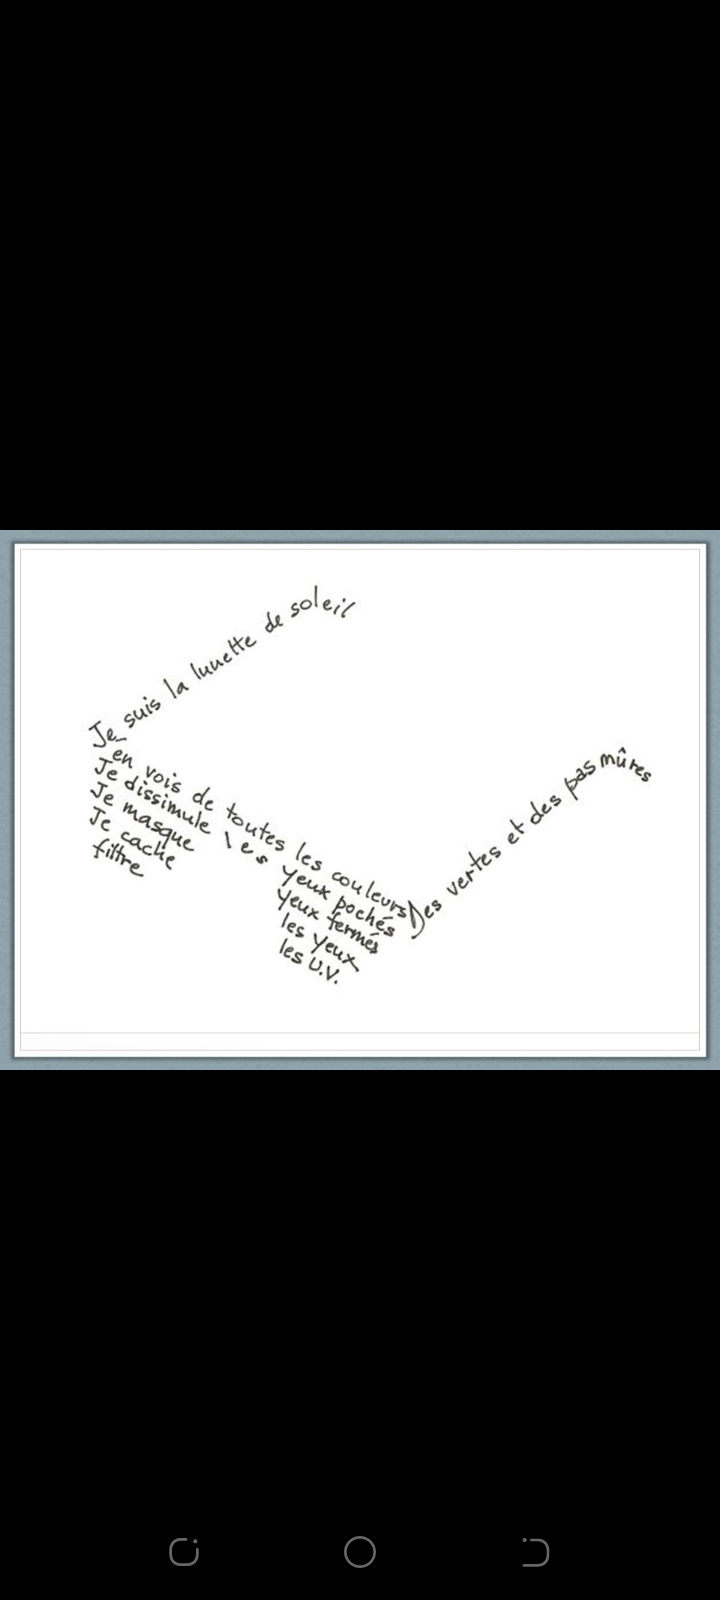 Je suis la lunette de soleil
J'en vois de toutes les couleurs
Je dissimule les yeux pochés
Je masque yeux fermés
Je cache les yeux
filtre les U.V.
Des vertes et des pas mûres